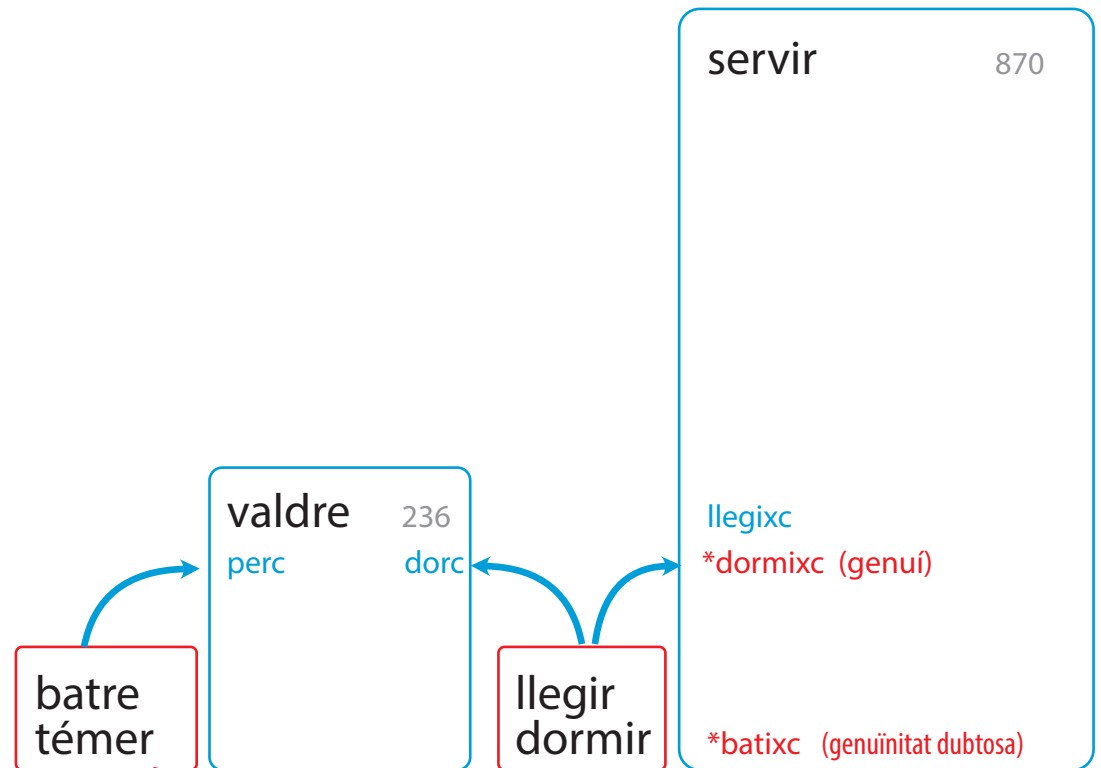 servir 870
valdre 236
perc dorc
batre
témer
llegir
dormir
llegixc
*dormixc (genuí)
*batixc (genuïnitat dubtosa)